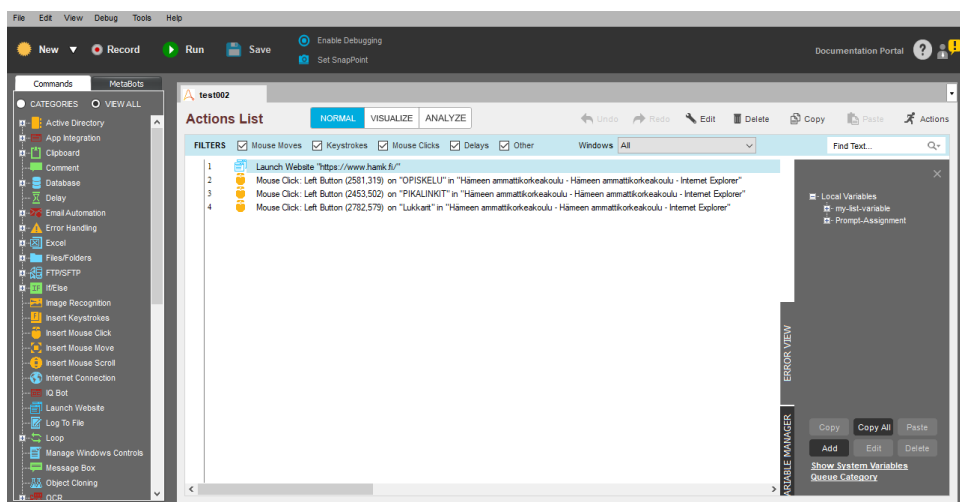 File Edit View Debug Tools Help
New Record Run Save
Enable Debugging
Set SnapPoint
Documentation Portal ?
Commands MetaBots
CATEGORIES VIEW ALL
Active Directory
App Integration
Clipboard
Comment
Database
Delay
Email Automation
Error Handling
Excel
Files/Folders
FTP/SFTP
IF If/Else
Image Recognition
Insert Keystrokes
Insert Mouse Click
Insert Mouse Move
Insert Mouse Scroll
Internet Connection
IQ Bot
Launch Website
Log To File
Loop
Manage Windows Controls
Message Box
Object Cloning
OCR
test002
Actions List NORMAL VISUALIZE ANALYZE Undo Redo Edit Delete Copy Paste Actions
FILTERS Mouse Moves Keystrokes Mouse Clicks Delays Other Windows All Find Text...
1 Launch Website "https://www.hamk.fi/"
2 Mouse Click: Left Button (2581,319) on "OPISKELU" in "Hämeen ammattikorkeakoulu - Hämeen ammattikorkeakoulu - Internet Explorer"
3 Mouse Click: Left Button (2453,502) on "PIKALINKIT" in "Hämeen ammattikorkeakoulu - Hämeen ammattikorkeakoulu - Internet Explorer"
4 Mouse Click: Left Button (2782,579) on "Lukkarit" in "Hämeen ammattikorkeakoulu - Hämeen ammattikorkeakoulu - Internet Explorer"
Local Variables
my-list-variable
Prompt-Assignment
ERROR VIEW
VARIABLE MANAGER
Copy Copy All Paste
Add Edit Delete
Show System Variables
Queue Category